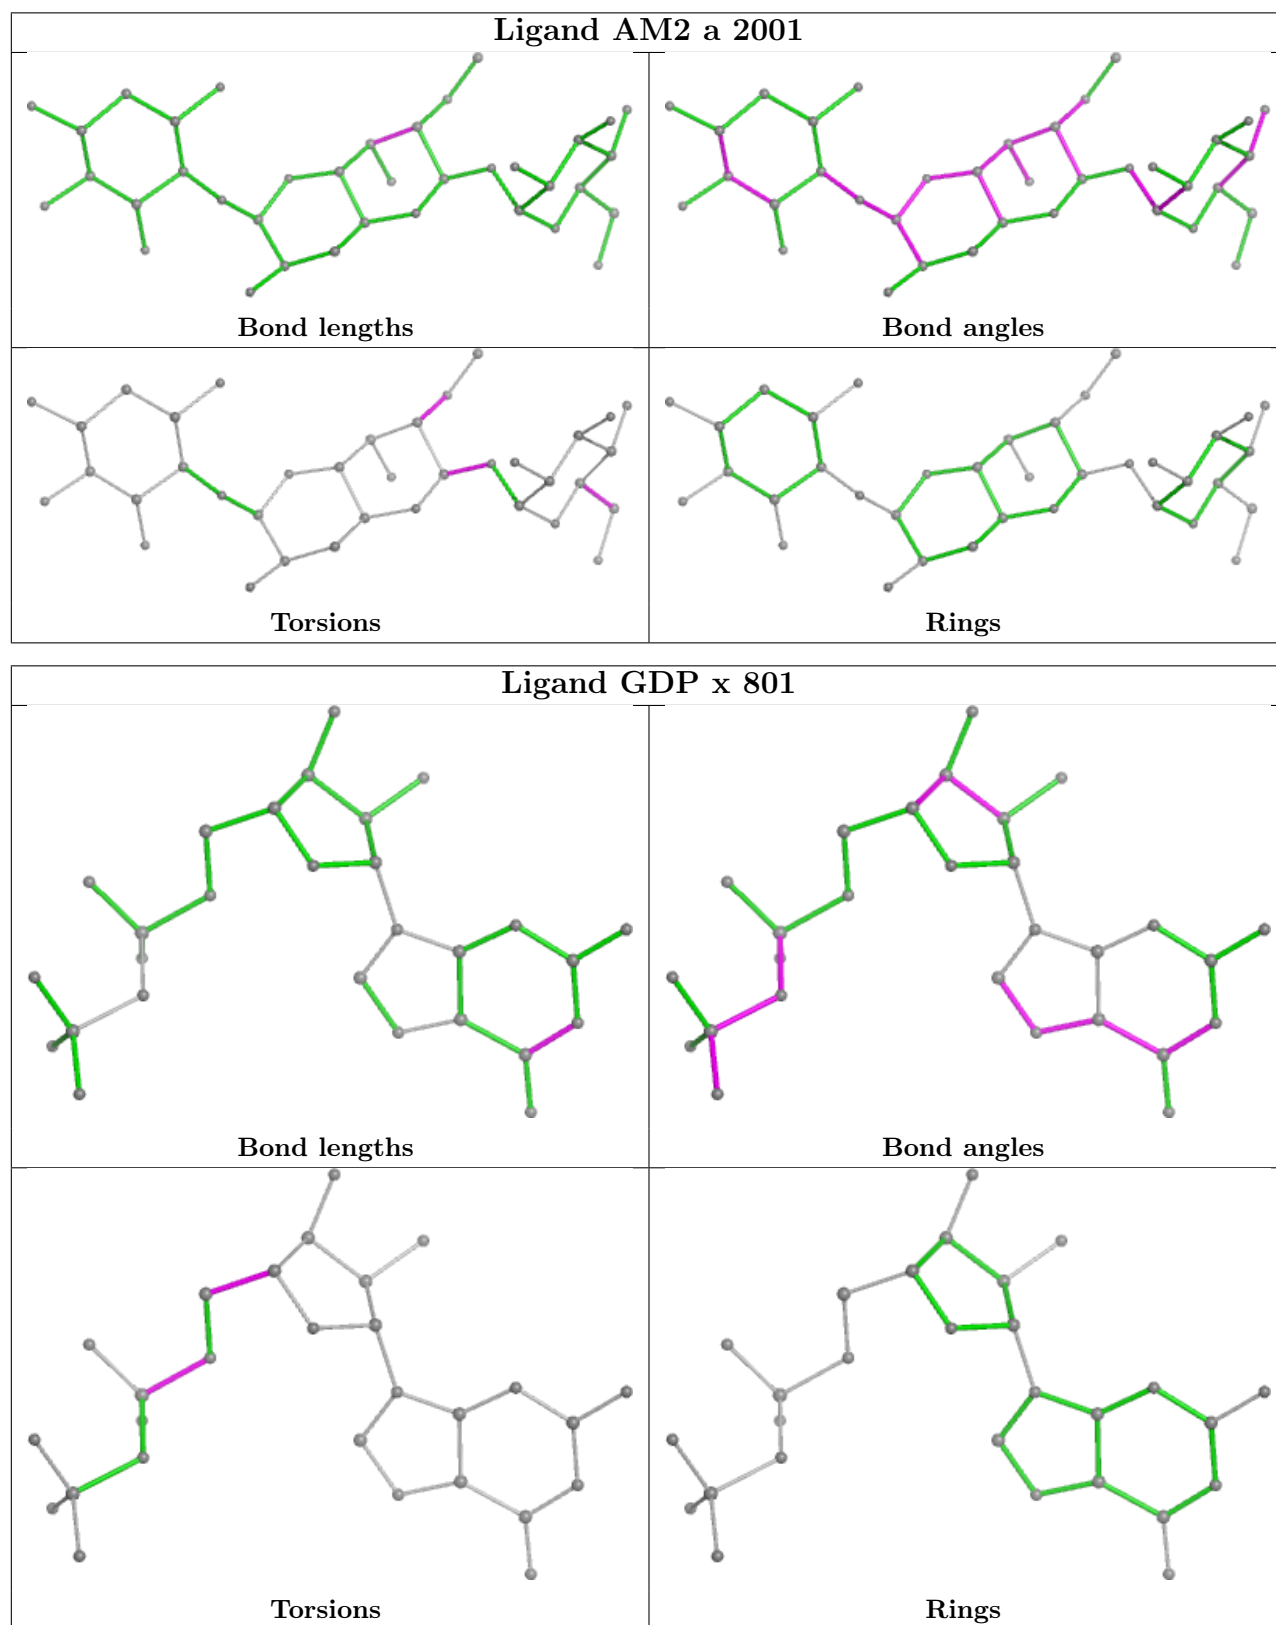 Ligand AM2 a 2001
Bond lengths
Bond angles
Torsions
Rings
Ligand GDP x 801
Bond lengths
Bond angles
Torsions
Rings